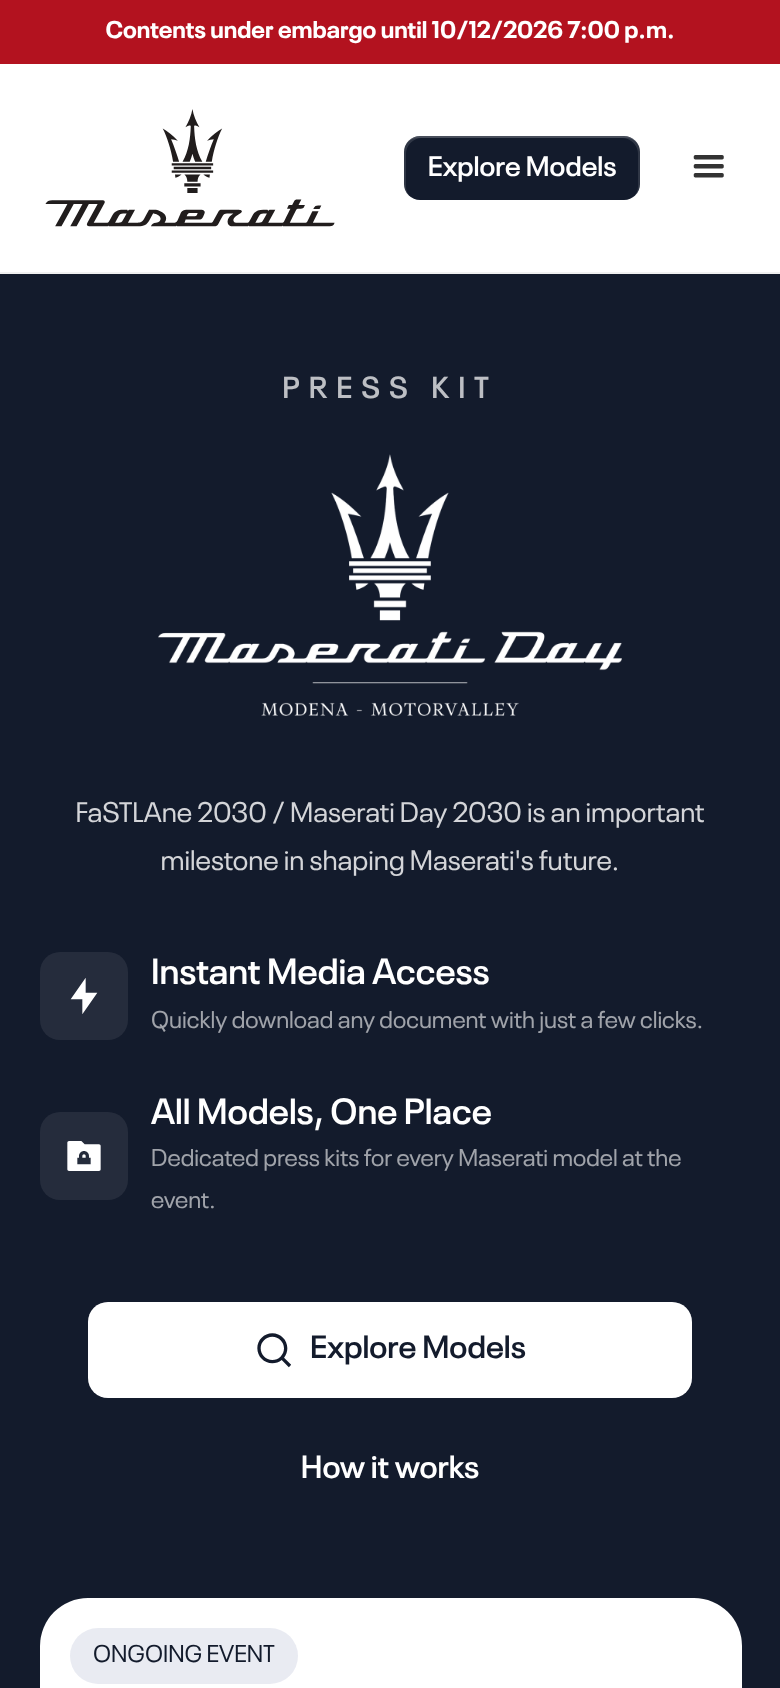 Contents under embargo until 10/12/2026 7:00 p.m.
Maserati
Explore Models
PRESS KIT
Maserati Day
MODENA - MOTORVALLEY
FaSTLAne 2030 / Maserati Day 2030 is an important
milestone in shaping Maserati's future.
Instant Media Access
Quickly download any document with just a few clicks.
All Models, One Place
Dedicated press kits for every Maserati model at the
event.
Explore Models
How it works
ONGOING EVENT